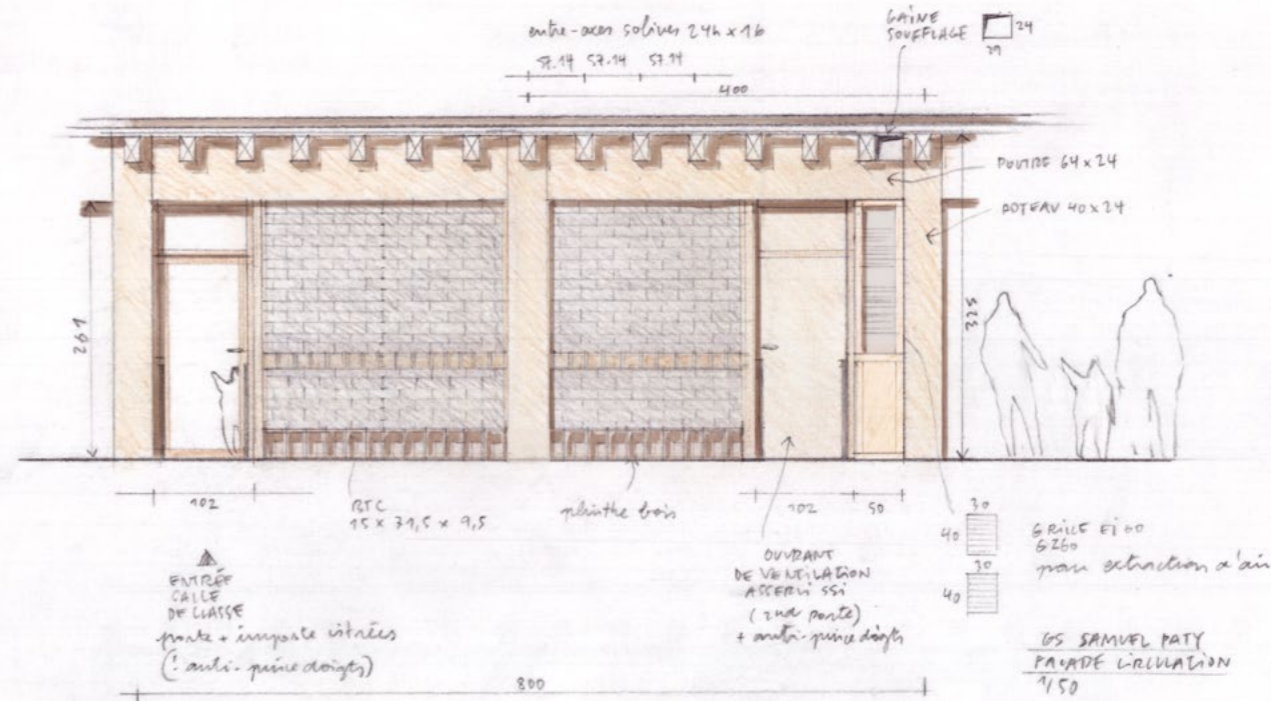 entre-axes solives 24h x 16
57.14 57.14 57.14
400
GAÎNE
SOUFFLAGE
24
29
POUTRE 64 x 24
POTEAU 40 x 24
261
325
102
BTC
15 x 31,5 x 9,5
plinthe bois
102
50
ENTRÉE
SALLE
DE CLASSE
porte + imposte vitrées
(! anti-pince doigts)
OUVRANT
DE VENTILATION
ASSERVI SSI
(2nd porte)
+ anti-pince doigts
30
40
30
40
GRILLE EI 60
G260
pour extraction d'air
GS SAMUEL PATY
FAÇADE CIRCULATION
1/50
800